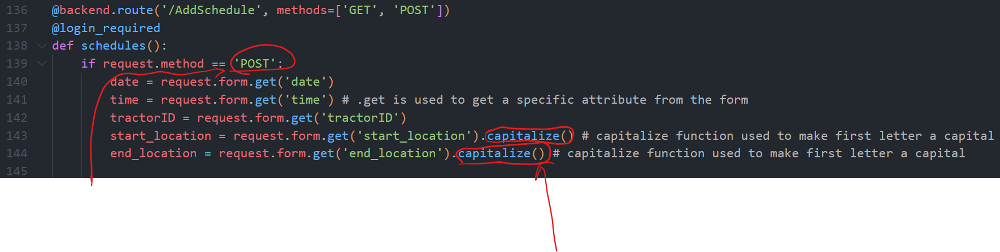 136 @backend.route('/AddSchedule', methods=['GET', 'POST'])
137 @login_required
138 def schedules():
139 if request.method == 'POST':
140 date = request.form.get('date')
141 time = request.form.get('time') # .get is used to get a specific attribute from the form
142 tractorID = request.form.get('tractorID')
143 start_location = request.form.get('start_location').capitalize() # capitalize function used to make first letter a capital
144 end_location = request.form.get('end_location').capitalize() # capitalize function used to make first letter a capital
145